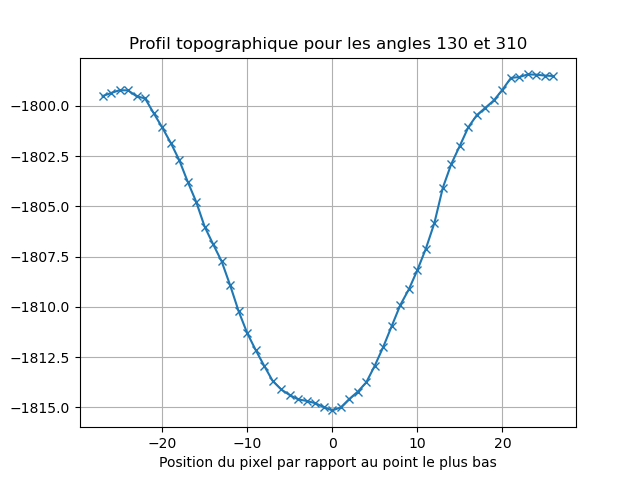 Profil topographique pour les angles 130 et 310
−1800.0
−1802.5
−1805.0
−1807.5
−1810.0
−1812.5
−1815.0
−20 −10 0 10 20
Position du pixel par rapport au point le plus bas